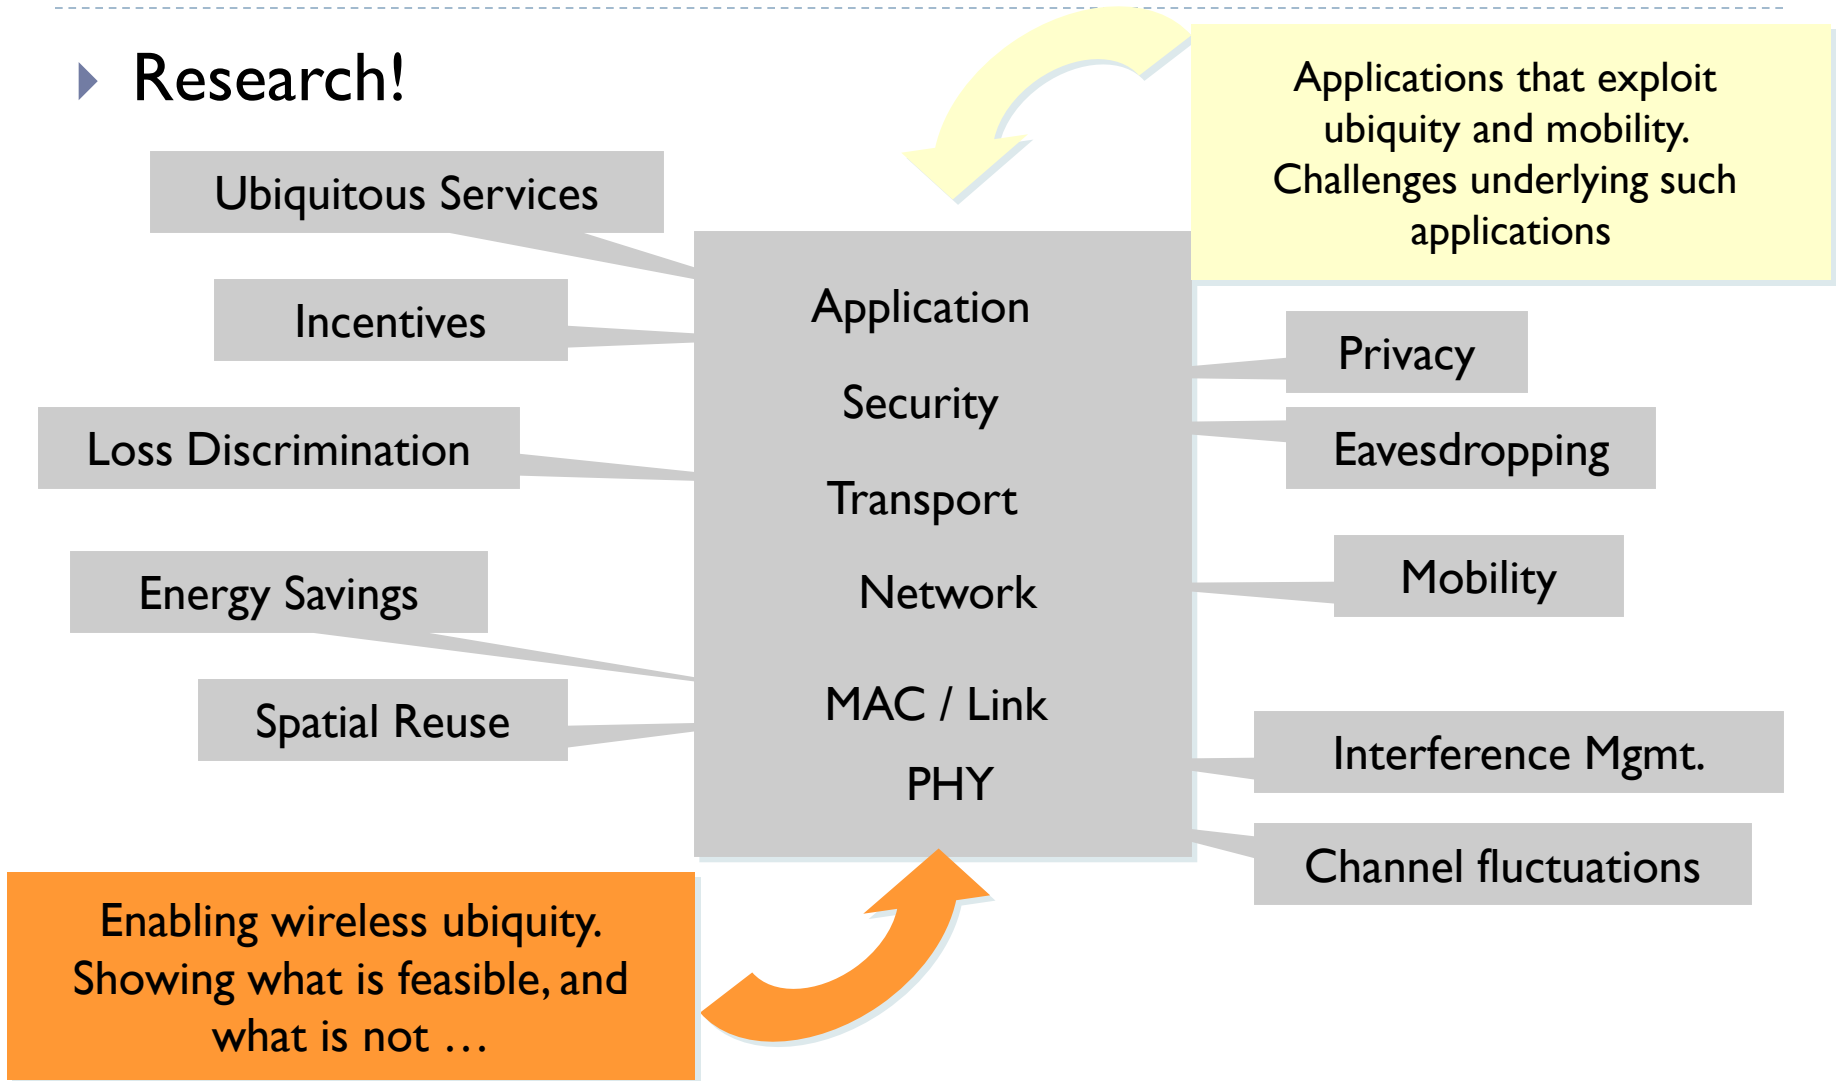 Research!
Applications that exploit
ubiquity and mobility.
Challenges underlying such
applications
Ubiquitous Services
Incentives
Loss Discrimination
Energy Savings
Spatial Reuse
Application
Security
Transport
Network
MAC / Link
PHY
Privacy
Eavesdropping
Mobility
Interference Mgmt.
Channel fluctuations
Enabling wireless ubiquity.
Showing what is feasible, and
what is not …